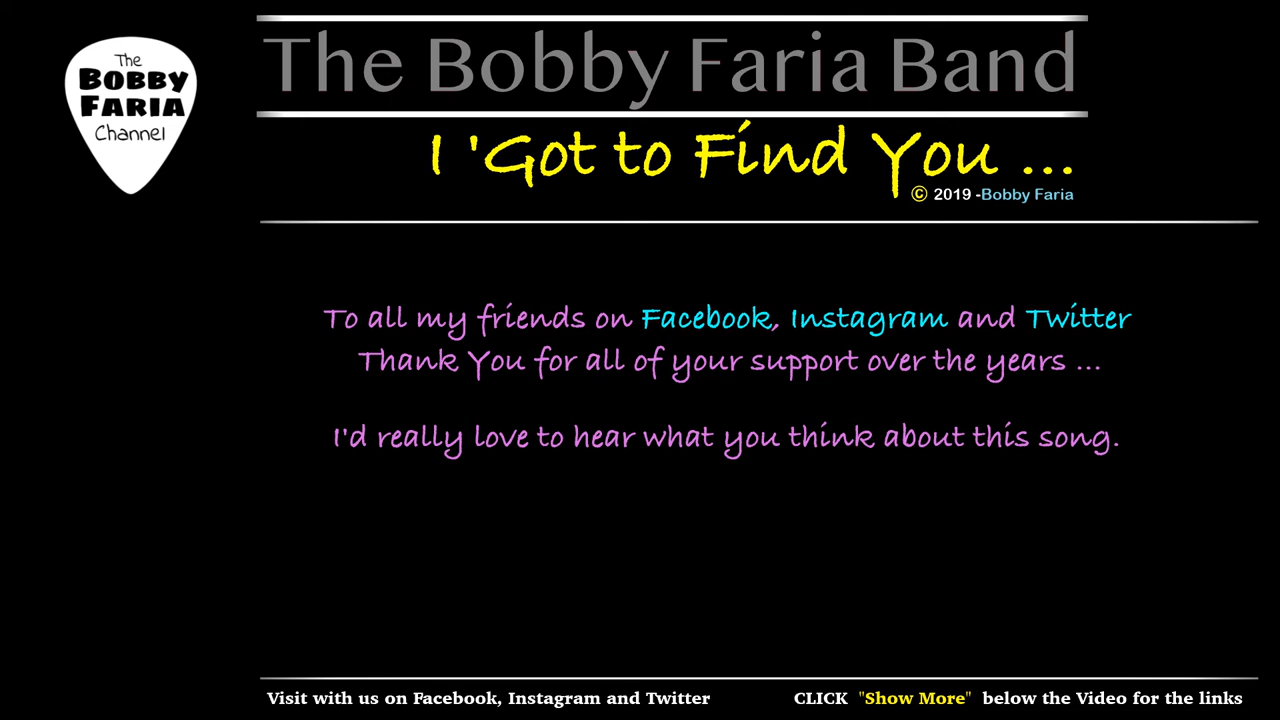 The
BOBBY
FARIA
Channel
The Bobby Faria Band
I 'Got to Find You ...
© 2019 -Bobby Faria
To all my friends on Facebook, Instagram and Twitter
Thank You for all of your support over the years ...
I'd really love to hear what you think about this song.
Visit with us on Facebook, Instagram and Twitter
CLICK "Show More" below the Video for the links